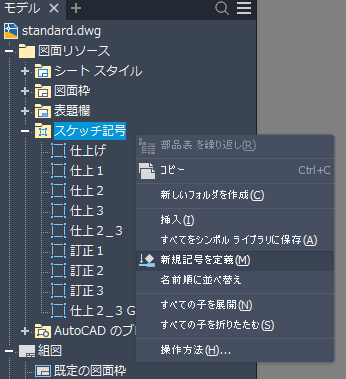 モデル
standard.dwg
図面リソース
シート スタイル
図面枠
表題欄
スケッチ記号
仕上げ
仕上１
仕上２
仕上３
仕上２_３
訂正１
訂正２
訂正３
仕上２_３ G
AutoCAD のブ
組図
既定の図面枠
部品表 を繰り返し(R)
コピー Ctrl+C
新しいフォルダを作成(C)
挿入(I)
すべてをシンボル ライブラリに保存(A)
新規記号を定義(M)
名前順に並べ替え
すべての子を展開(N)
すべての子を折りたたむ(S)
操作方法(H)...